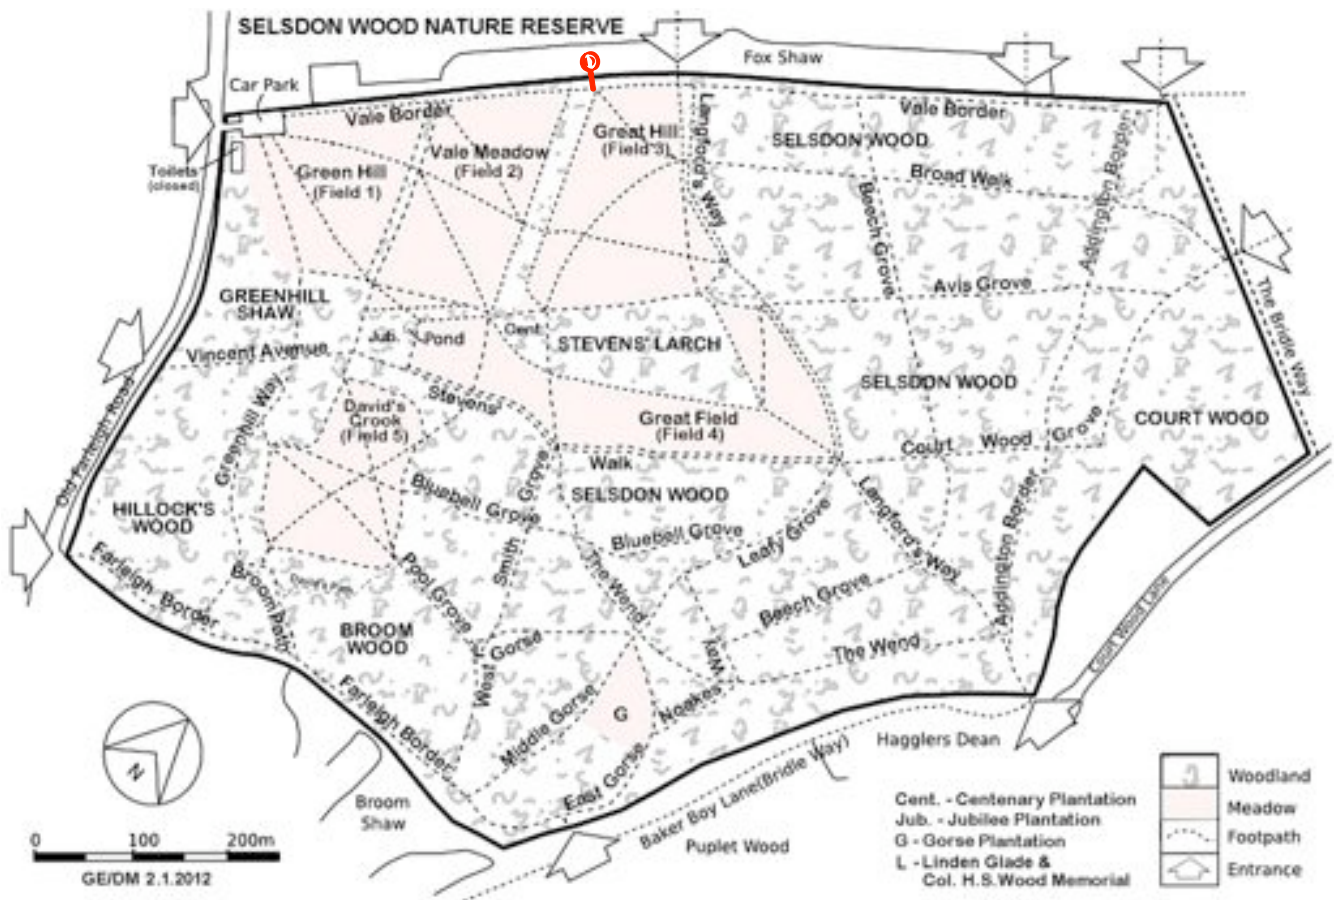 SELSDON WOOD NATURE RESERVE
Fox Shaw
Car Park
Vale Border
Vale Border
Toilets
(closed)
Green Hill
(Field 1)
Vale Meadow
(Field 2)
Great Hill
(Field 3)
Langford's Way
SELSDON WOOD
Broad Walk
Beech Grove
Addington Border
Avis Grove
The Bridle Way
GREENHILL
SHAW
Vincent Avenue
Jub.
Pond
Cent.
STEVENS' LARCH
SELSDON WOOD
COURT WOOD
Old Farleigh Road
Greenhill Way
David's
Crook
(Field 5)
Stevens'
Walk
Great Field
(Field 4)
Court Wood Grove
HILLOCK'S
WOOD
Bluebell Grove
Smith Grove
SELSDON WOOD
Bluebell Grove
Leafy Grove
Langford's Way
Addington Border
Farleigh Border
Broom Path
Pool Grove
The Wend
Beech Grove
Court Wood Lane
BROOM
WOOD
West Gorse
The Wend
Noakes Way
Farleigh Border
Middle Gorse
G
East Gorse
Hagglers Dean
Baker Boy Lane(Bridle Way)
Puplet Wood
Broom
Shaw
N
0 100 200m
GE/DM 2.1.2012
Cent. - Centenary Plantation
Jub. - Jubilee Plantation
G - Gorse Plantation
L - Linden Glade &
Col. H.S.Wood Memorial
Woodland
Meadow
Footpath
Entrance